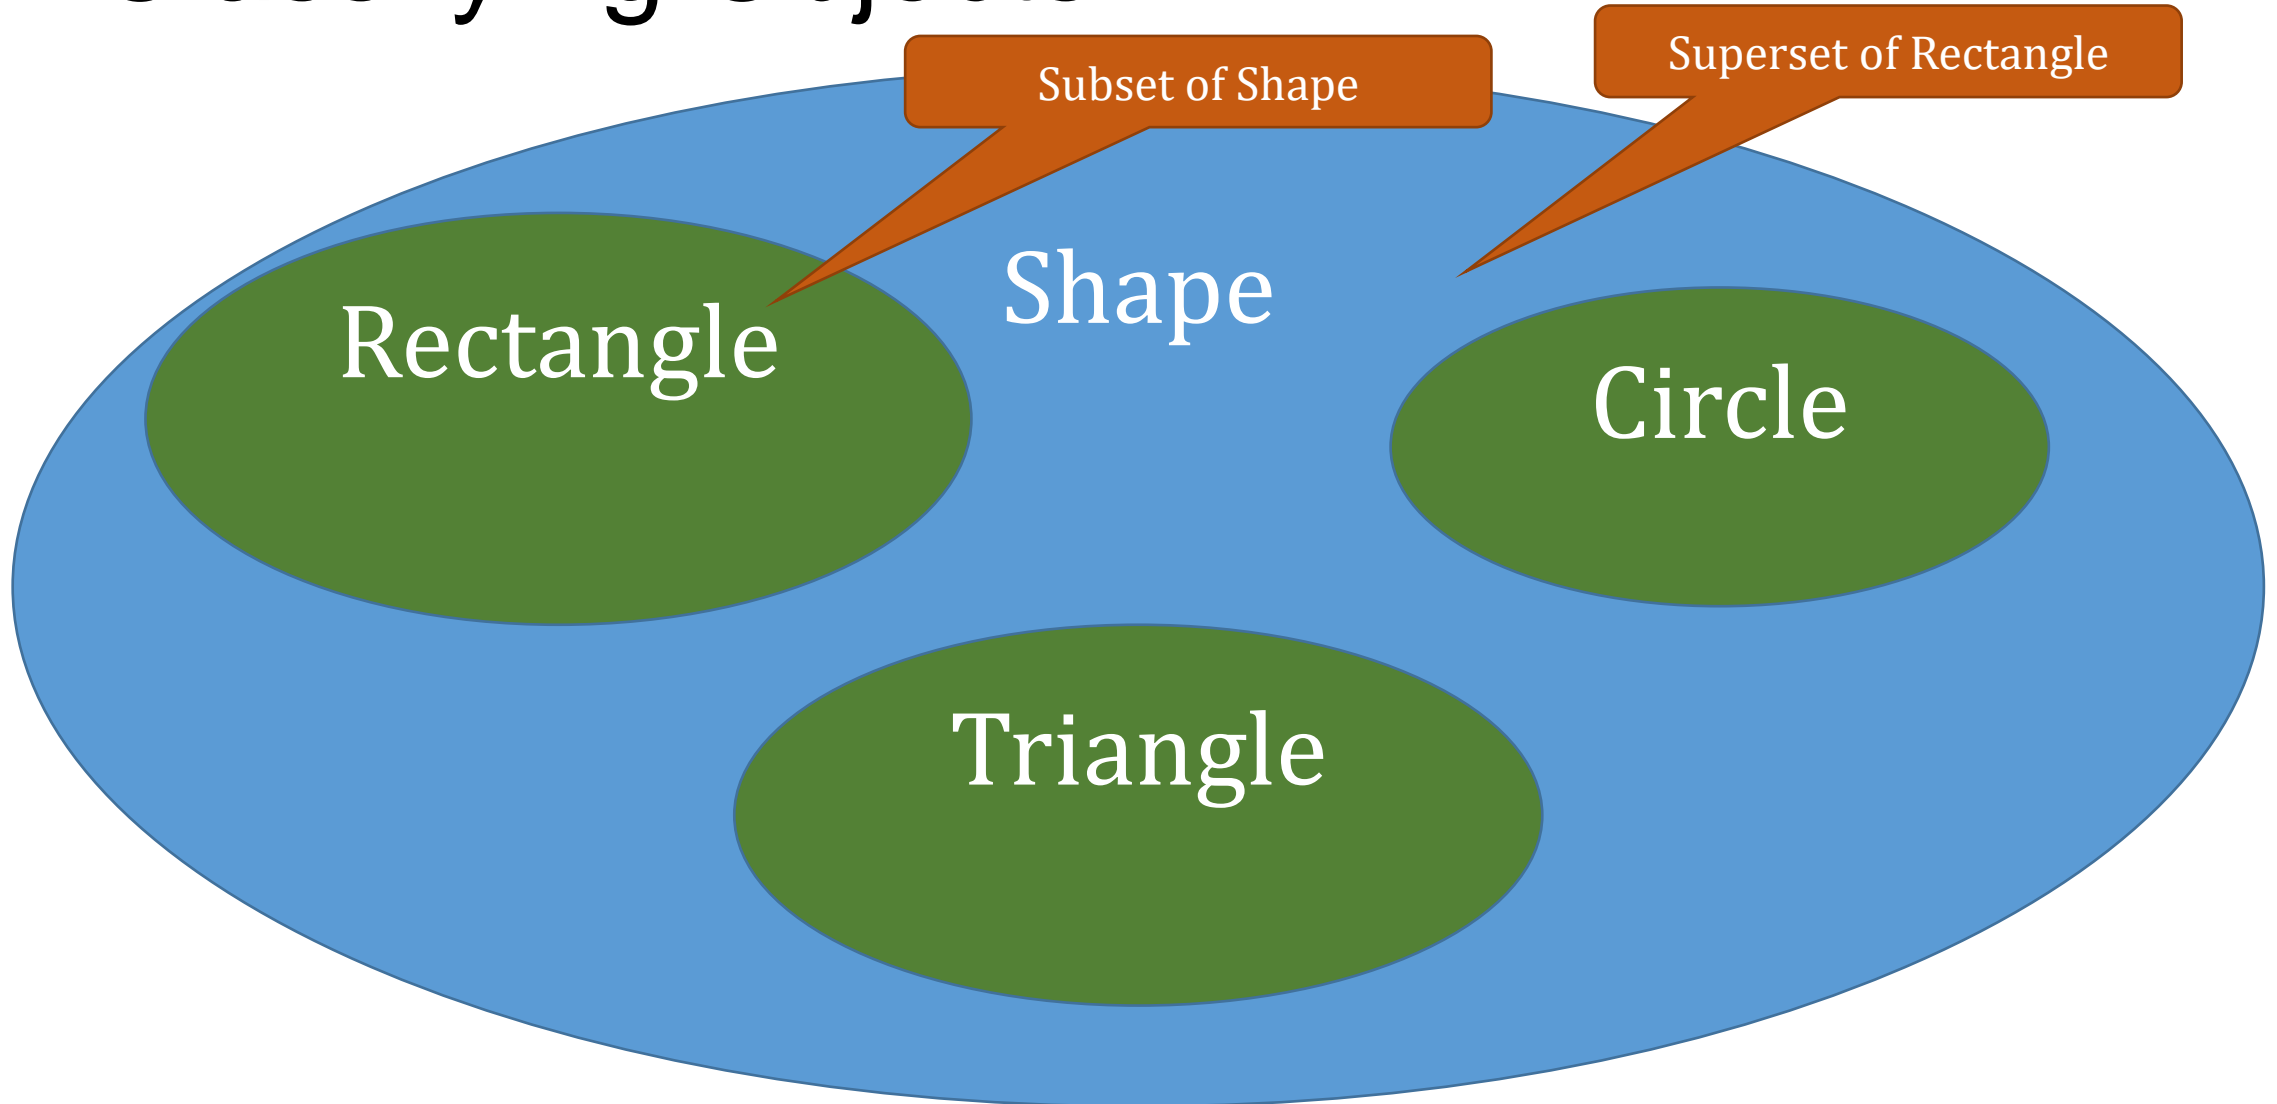 Subset of Shape
Superset of Rectangle
Shape
Rectangle
Circle
Triangle